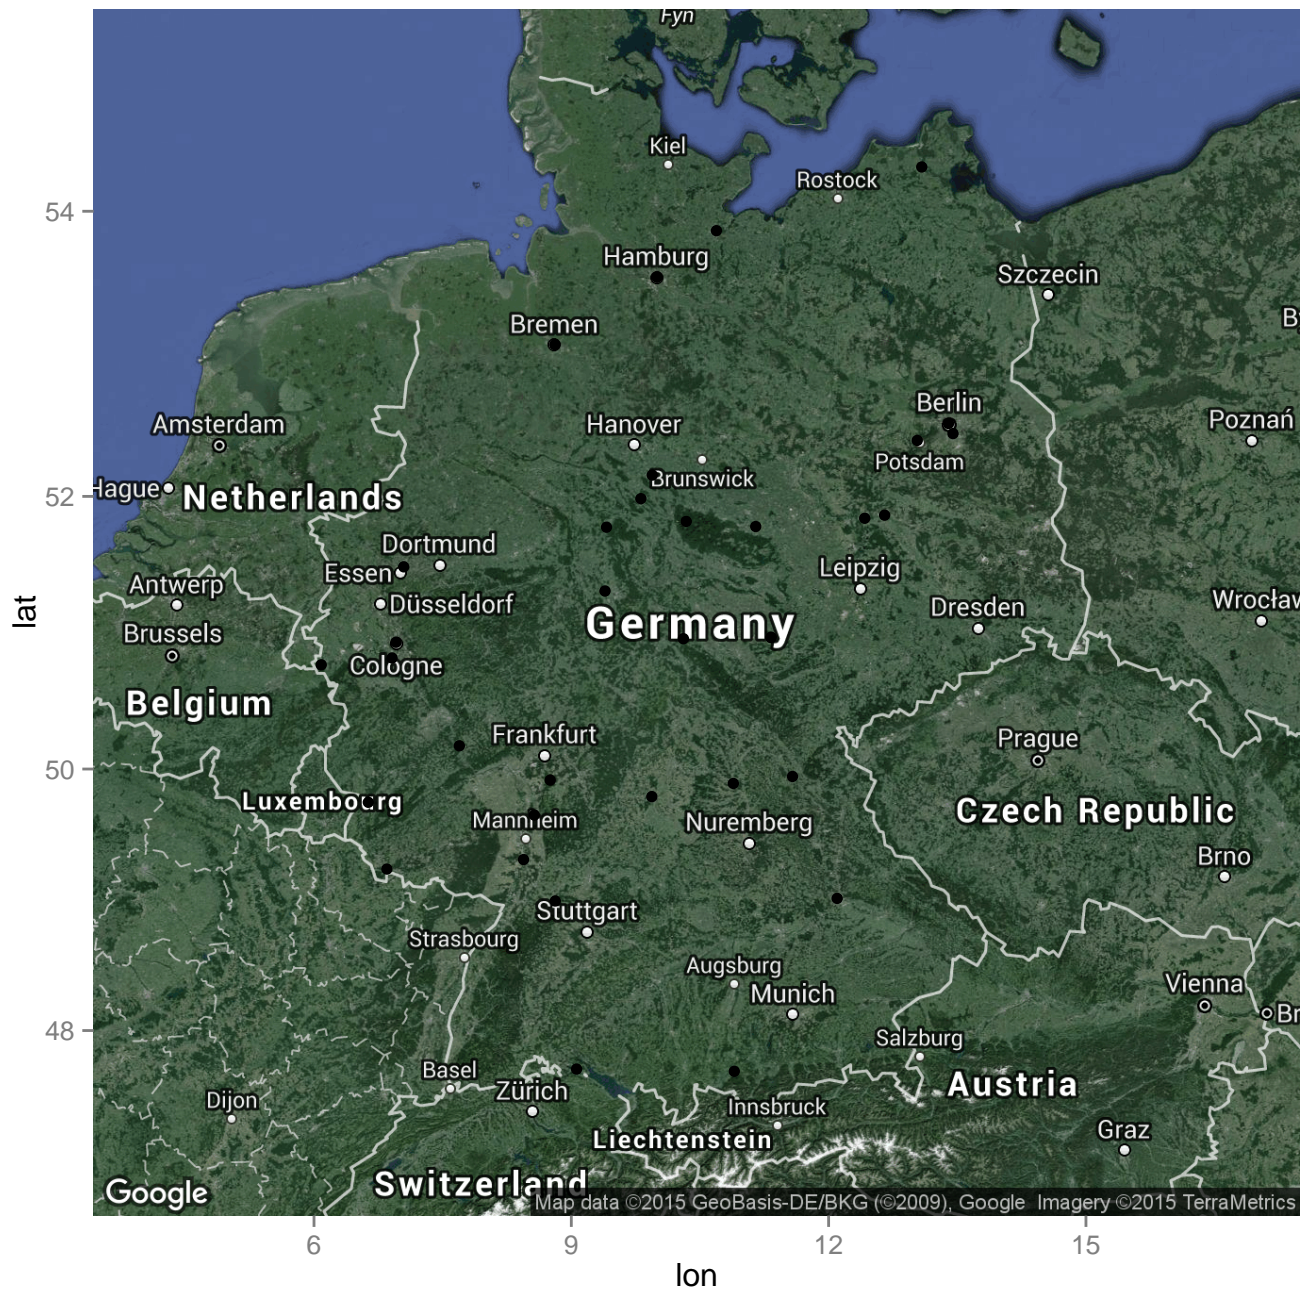 Fyn
Kiel
Rostock
54
Hamburg
Szczecin
Bremen
B
Berlin
Amsterdam
Hanover
Poznań
Potsdam
Brunswick
52
Hague
Netherlands
Dortmund
Essen
Leipzig
Antwerp
Düsseldorf
Wrocław
Dresden
lat
Germany
Brussels
Cologne
Belgium
Frankfurt
Prague
50
Luxembourg
Czech Republic
Mannheim
Nuremberg
Brno
Stuttgart
Strasbourg
Augsburg
Vienna
Munich
Br
48
Salzburg
Basel
Austria
Zürich
Dijon
Innsbruck
Graz
Liechtenstein
Switzerland
Google
Map data ©2015 GeoBasis-DE/BKG (©2009), Google Imagery ©2015 TerraMetrics
6 9 12 15
lon